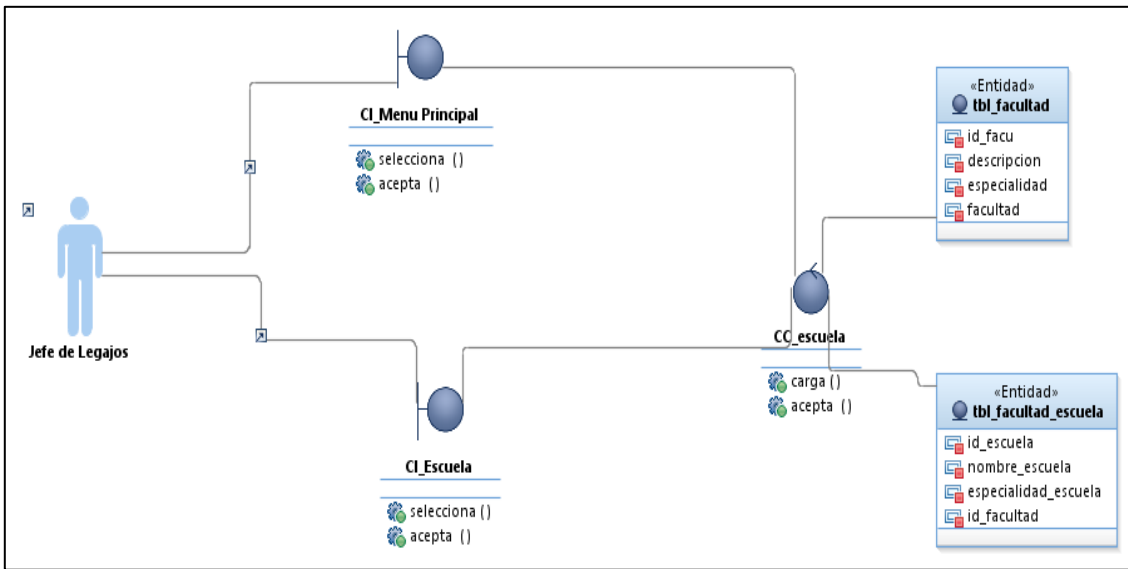 CI_Menu Principal
selecciona ()
acepta ()
«Entidad»
tbl_facultad
id_facu
descripcion
especialidad
facultad
Jefe de Legajos
CC_escuela
carga ()
acepta ()
CI_Escuela
selecciona ()
acepta ()
«Entidad»
tbl_facultad_escuela
id_escuela
nombre_escuela
especialidad_escuela
id_facultad